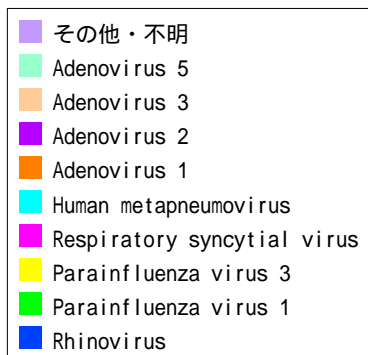 その他・不明
Adenovirus 5
Adenovirus 3
Adenovirus 2
Adenovirus 1
Human metapneumovirus
Respiratory syncytial virus
Parainfluenza virus 3
Parainfluenza virus 1
Rhinovirus